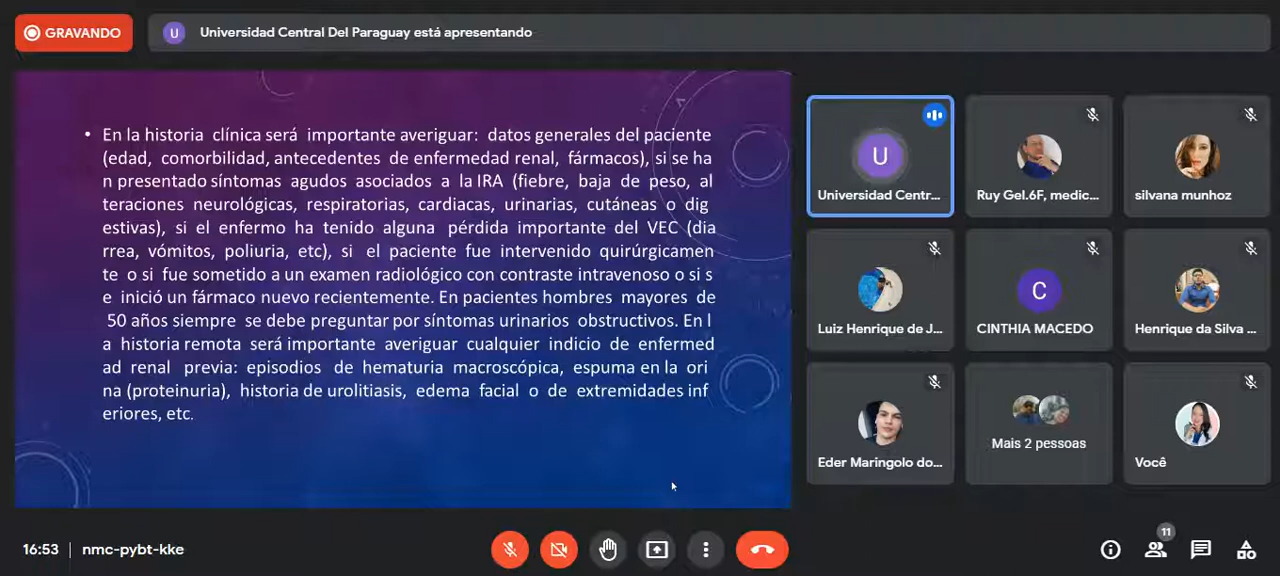 GRAVANDO
U
Universidad Central Del Paraguay está apresentando
• En la historia clínica será importante averiguar: datos generales del paciente
(edad, comorbilidad, antecedentes de enfermedad renal, fármacos), si se ha
n presentado síntomas agudos asociados a la IRA (fiebre, baja de peso, al
teraciones neurológicas, respiratorias, cardiacas, urinarias, cutáneas o dig
estivas), si el enfermo ha tenido alguna pérdida importante del VEC (dia
rrea, vómitos, poliuria, etc), si el paciente fue intervenido quirúrgicamen
te o si fue sometido a un examen radiológico con contraste intravenoso o si s
e inició un fármaco nuevo recientemente. En pacientes hombres mayores de
50 años siempre se debe preguntar por síntomas urinarios obstructivos. En l
a historia remota será importante averiguar cualquier indicio de enfermed
ad renal previa: episodios de hematuria macroscópica, espuma en la ori
na (proteinuria), historia de urolitiasis, edema facial o de extremidades inf
eriores, etc.
U
Universidad Centr...
Ruy Gel.6F, medic...
silvana munhoz
Luiz Henrique de J...
C
CINTHIA MACEDO
Henrique da Silva ...
Eder Maringolo do...
Mais 2 pessoas
Você
16:53 | nmc-pybt-kke
11